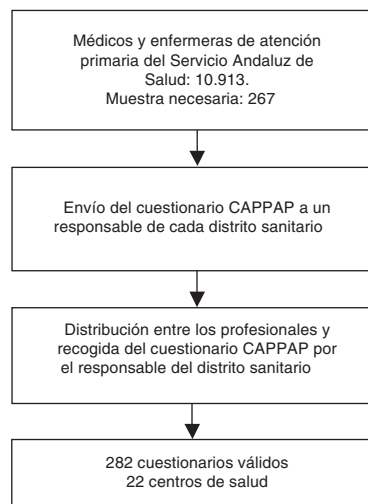 Médicos y enfermeras de atención
primaria del Servicio Andaluz de
Salud: 10.913.
Muestra necesaria: 267
Envío del cuestionario CAPPAP a un
responsable de cada distrito sanitario
Distribución entre los profesionales y
recogida del cuestionario CAPPAP por
el responsable del distrito sanitario
282 cuestionarios válidos
22 centros de salud